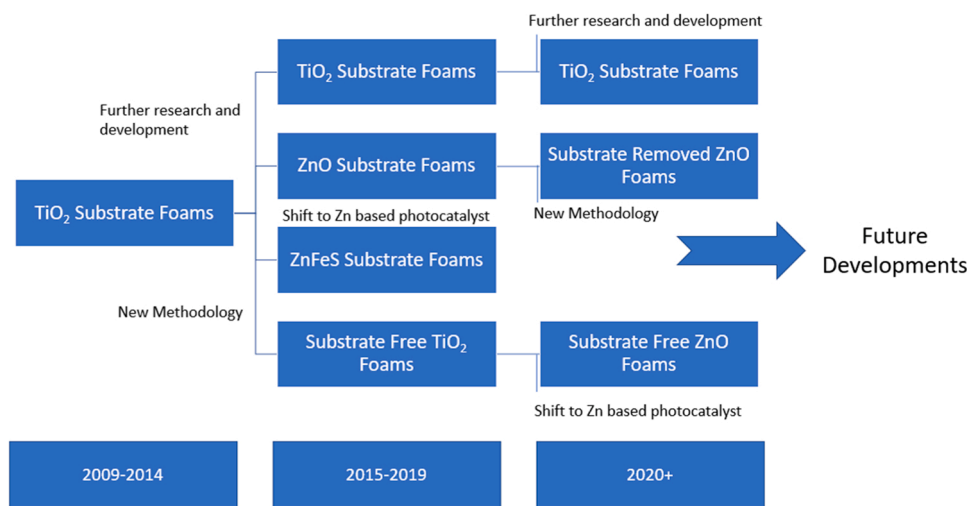 Further research and development
TiO₂ Substrate Foams
TiO₂ Substrate Foams
Further research and
development
ZnO Substrate Foams
Substrate Removed ZnO
Foams
TiO₂ Substrate Foams
Shift to Zn based photocatalyst
New Methodology
ZnFeS Substrate Foams
Future
Developments
New Methodology
Substrate Free TiO₂
Foams
Substrate Free ZnO
Foams
Shift to Zn based photocatalyst
2009-2014
2015-2019
2020+